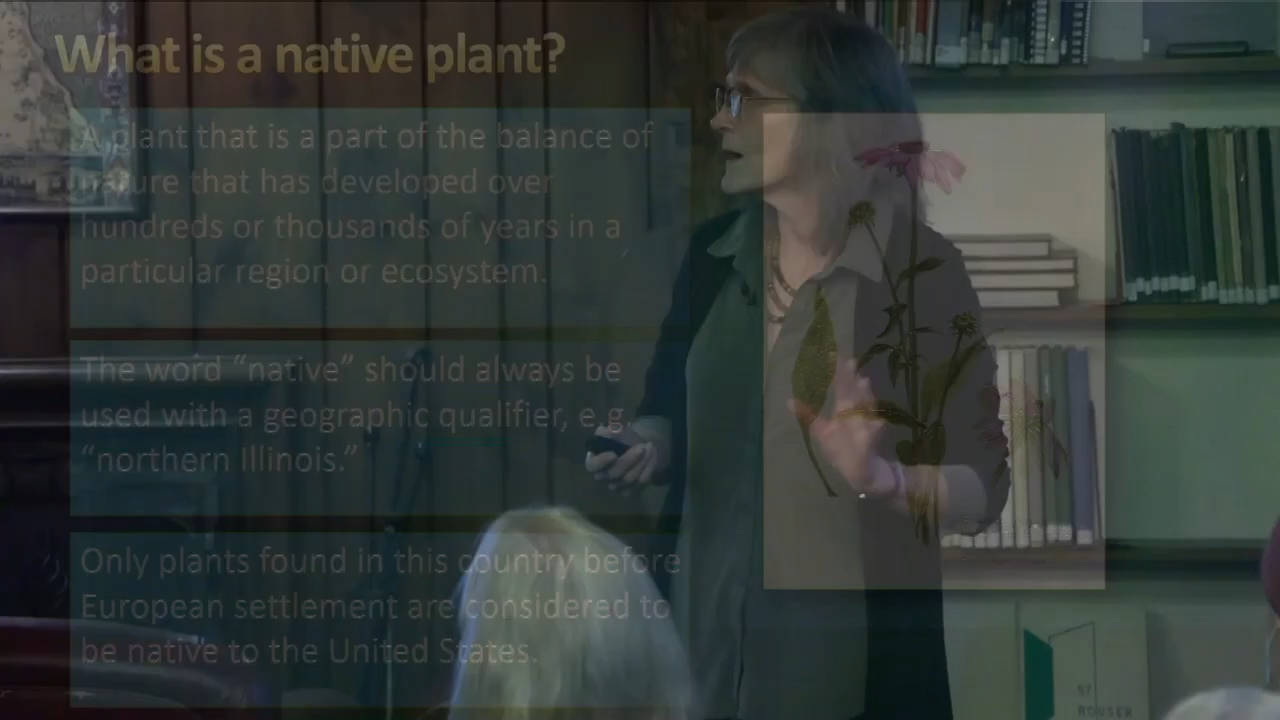 What is a native plant?
A plant that is a part of the balance of
nature that has developed over
hundreds or thousands of years in a
particular region or ecosystem.
The word “native” should always be
used with a geographic qualifier, e.g.
“northern Illinois.”
Only plants found in this country before
European settlement are considered to
be native to the United States.
57
ROUSER